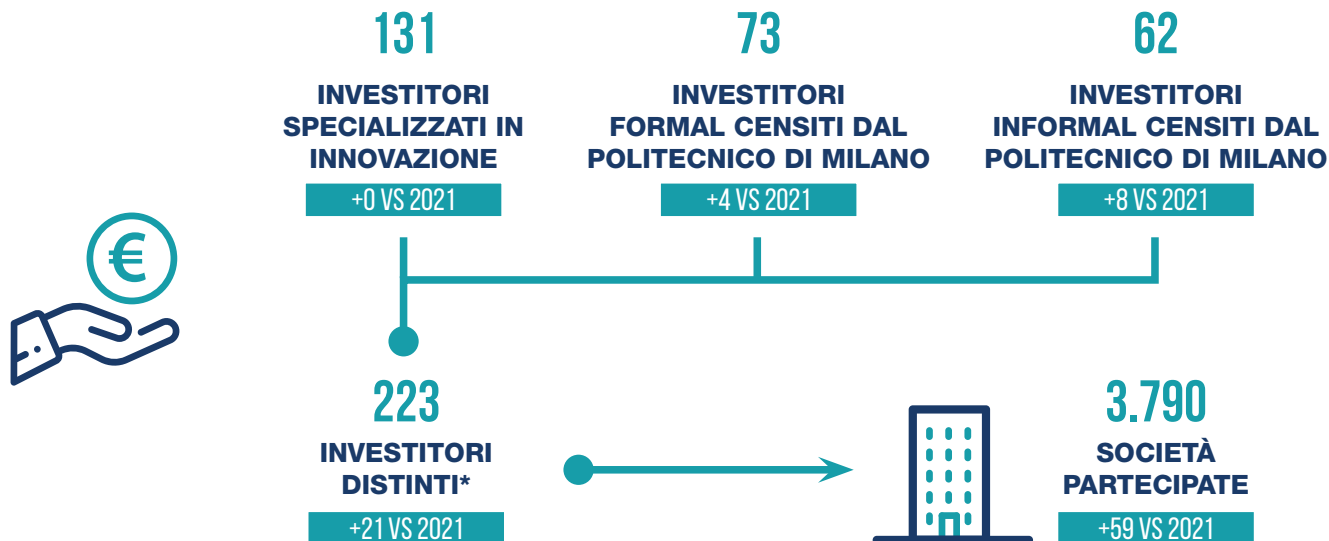 131
INVESTITORI
SPECIALIZZATI IN
INNOVAZIONE
+0 VS 2021
73
INVESTITORI
FORMAL CENSITI DAL
POLITECNICO DI MILANO
+4 VS 2021
62
INVESTITORI
INFORMAL CENSITI DAL
POLITECNICO DI MILANO
+8 VS 2021
€
223
INVESTITORI
DISTINTI*
+21 VS 2021
3.790
SOCIETÀ
PARTECIPATE
+59 VS 2021